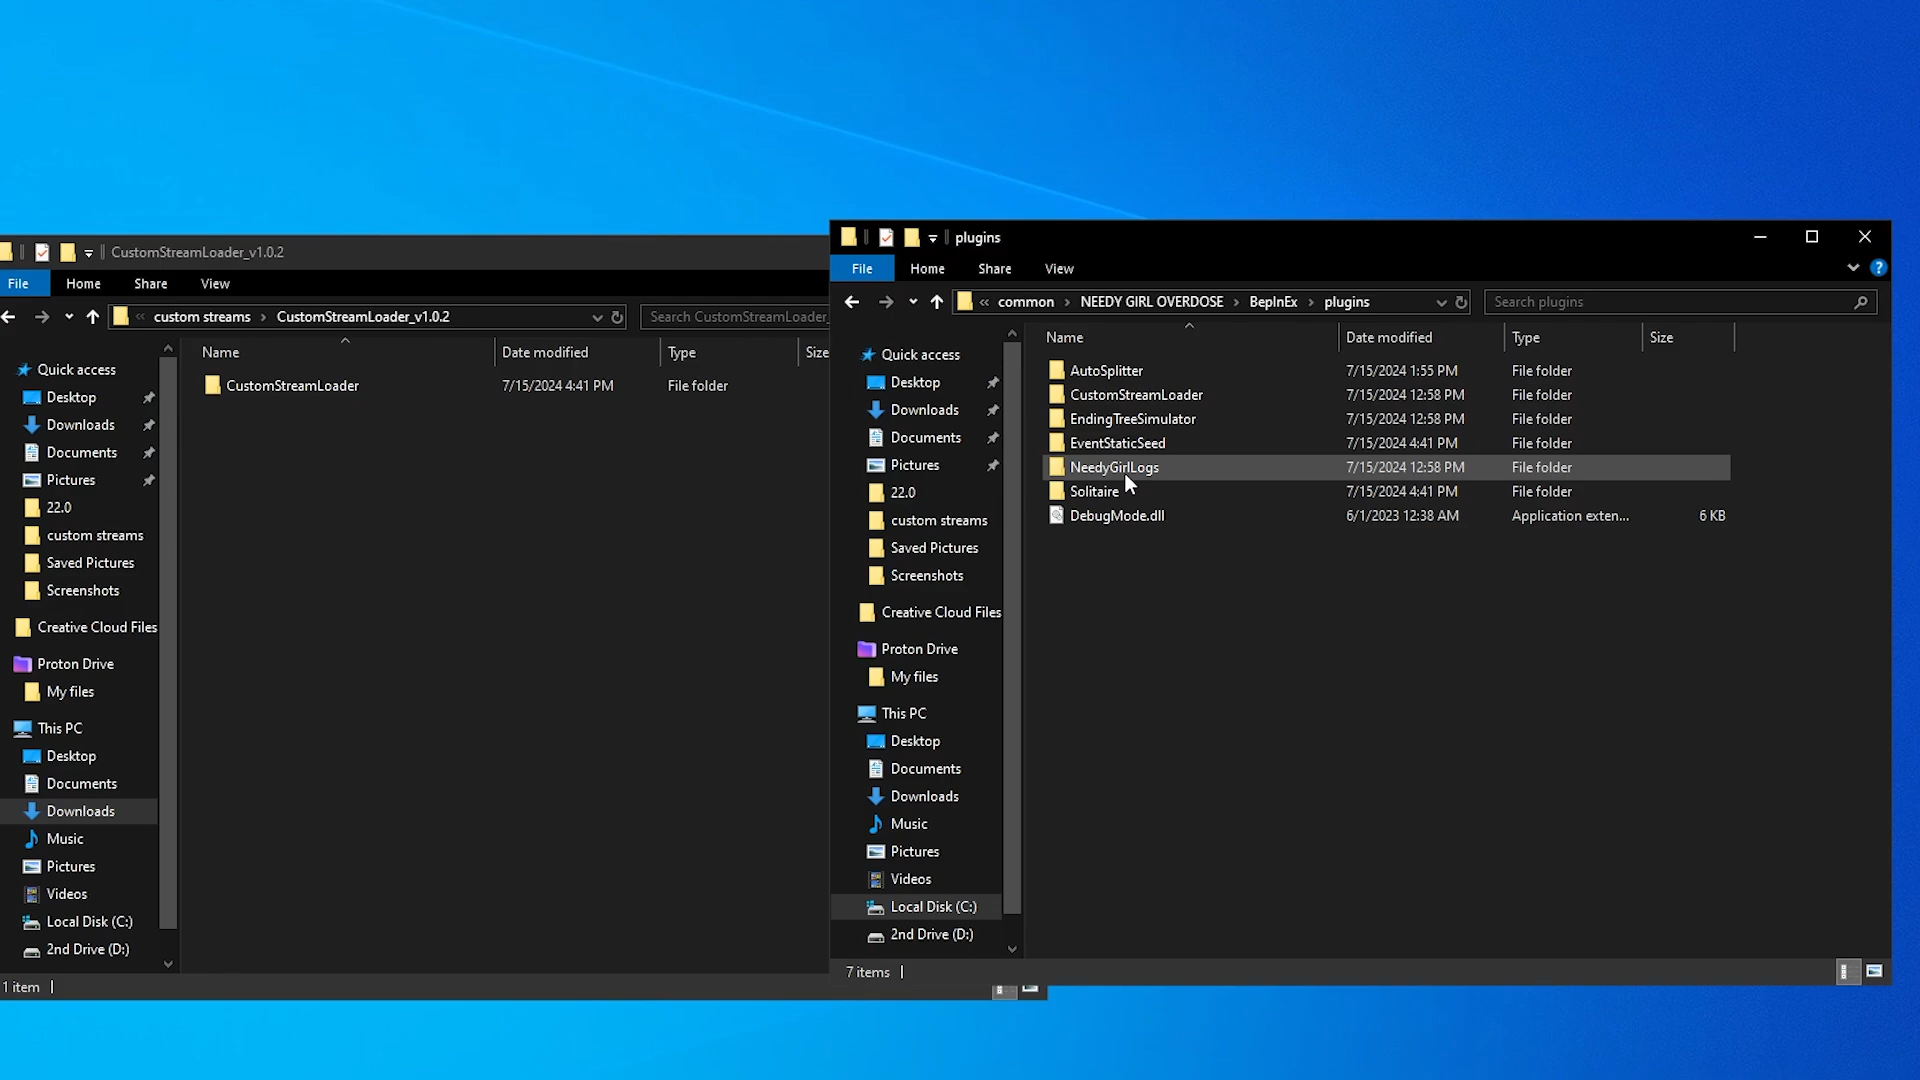 CustomStreamLoader_v1.0.2
File Home Share View
custom streams > CustomStreamLoader_v1.0.2
Search CustomStreamLoader_
Name Date modified Type Size
CustomStreamLoader 7/15/2024 4:41 PM File folder
Quick access
Desktop
Downloads
Documents
Pictures
22.0
custom streams
Saved Pictures
Screenshots
Creative Cloud Files
Proton Drive
My files
This PC
Desktop
Documents
Downloads
Music
Pictures
Videos
Local Disk (C:)
2nd Drive (D:)
1 item
plugins
File Home Share View
common > NEEDY GIRL OVERDOSE > BepInEx > plugins
Search plugins
Name Date modified Type Size
AutoSplitter 7/15/2024 1:55 PM File folder
CustomStreamLoader 7/15/2024 12:58 PM File folder
EndingTreeSimulator 7/15/2024 12:58 PM File folder
EventStaticSeed 7/15/2024 4:41 PM File folder
NeedyGirlLogs 7/15/2024 12:58 PM File folder
Solitaire 7/15/2024 4:41 PM File folder
DebugMode.dll 6/1/2023 12:38 AM Application exten... 6 KB
Quick access
Desktop
Downloads
Documents
Pictures
22.0
custom streams
Saved Pictures
Screenshots
Creative Cloud Files
Proton Drive
My files
This PC
Desktop
Documents
Downloads
Music
Pictures
Videos
Local Disk (C:)
2nd Drive (D:)
7 items